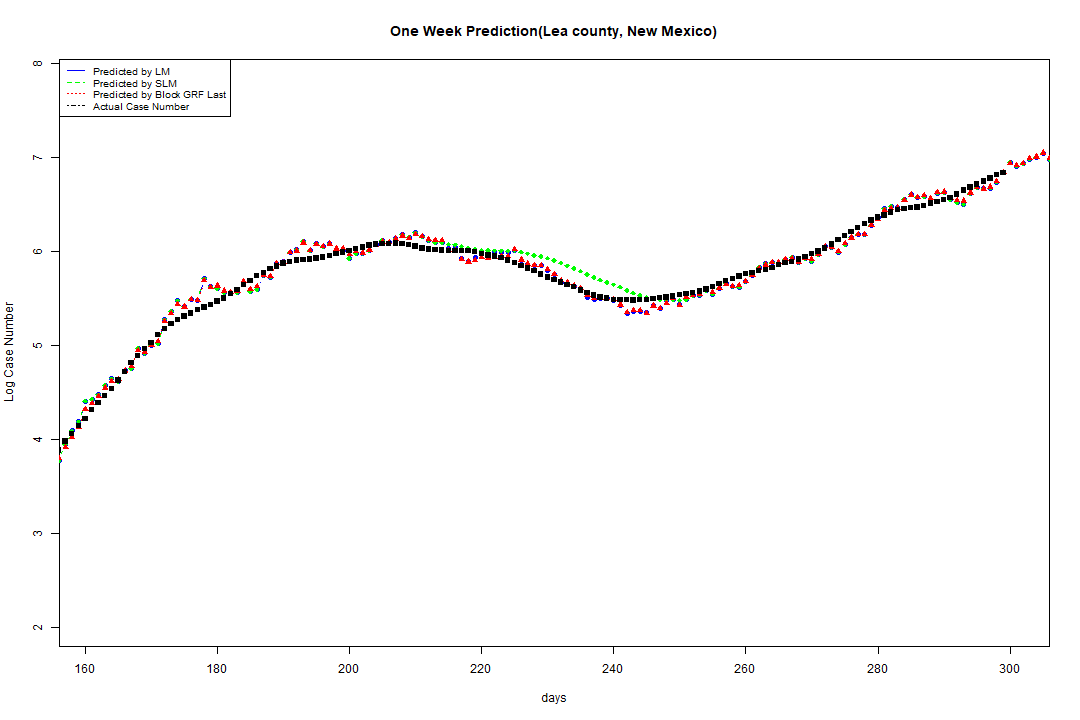 One Week Prediction(Lea county, New Mexico)
Predicted by LM
Predicted by SLM
Predicted by Block GRF Last
Actual Case Number
8
7
6
5
4
3
2
Log Case Number
160 180 200 220 240 260 280 300
days